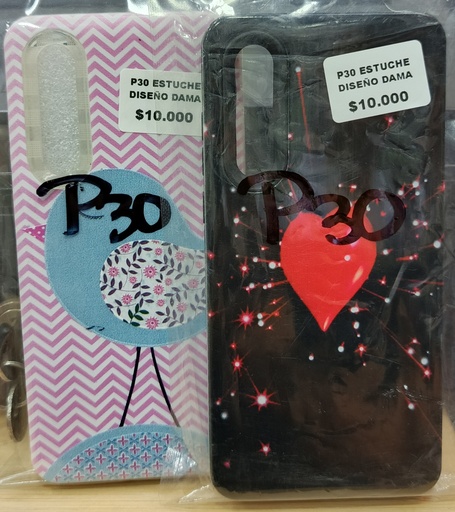 P30 ESTUCHE
DISEÑO DAMA
$10.000
P30
P30 ESTUCHE
DISEÑO DAMA
$10.000
P30